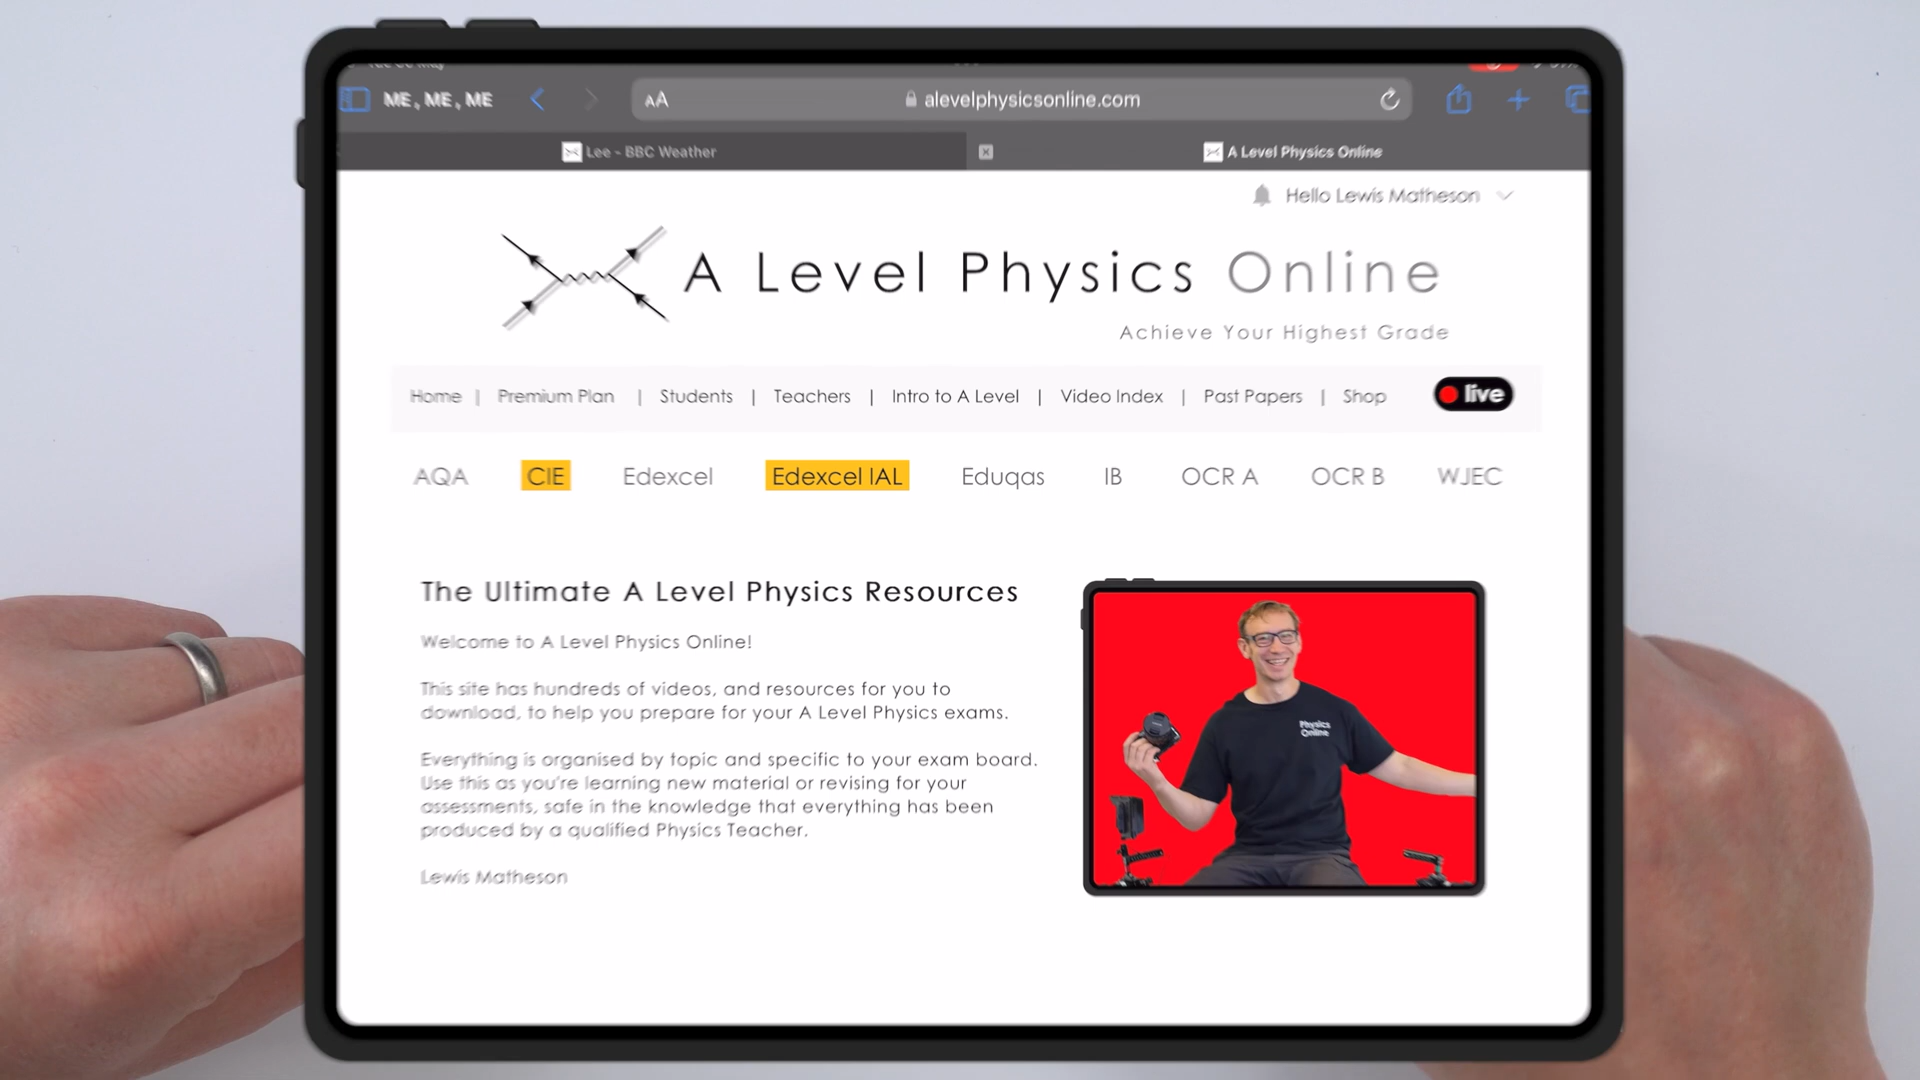 ME, ME, ME
AA
alevelphysicsonline.com
Lee - BBC Weather
A Level Physics Online
Hello Lewis Matheson
A Level Physics Online
Achieve Your Highest Grade
Home | Premium Plan | Students | Teachers | Intro to A Level | Video Index | Past Papers | Shop
live
AQA CIE Edexcel Edexcel IAL Eduqas IB OCR A OCR B WJEC
The Ultimate A Level Physics Resources
Welcome to A Level Physics Online!
This site has hundreds of videos, and resources for you to
download, to help you prepare for your A Level Physics exams.
Everything is organised by topic and specific to your exam board.
Use this as you're learning new material or revising for your
assessments, safe in the knowledge that everything has been
produced by a qualified Physics Teacher.
Lewis Matheson
Physics
Online